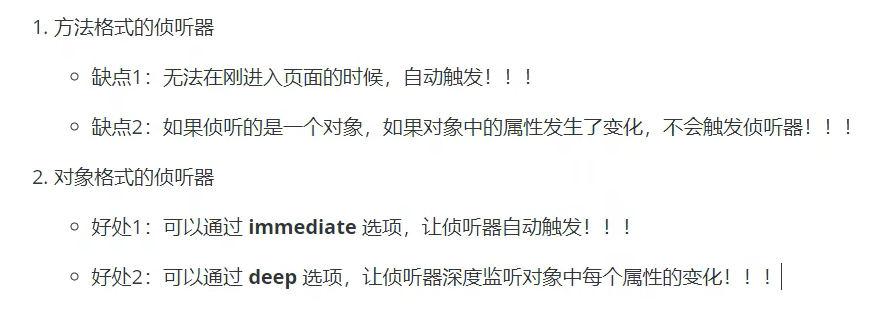 1. 方法格式的侦听器
缺点1：无法在刚进入页面的时候，自动触发！！！
缺点2：如果侦听的是一个对象，如果对象中的属性发生了变化，不会触发侦听器！！！
2. 对象格式的侦听器
好处1：可以通过 immediate 选项，让侦听器自动触发！！！
好处2：可以通过 deep 选项，让侦听器深度监听对象中每个属性的变化！！！